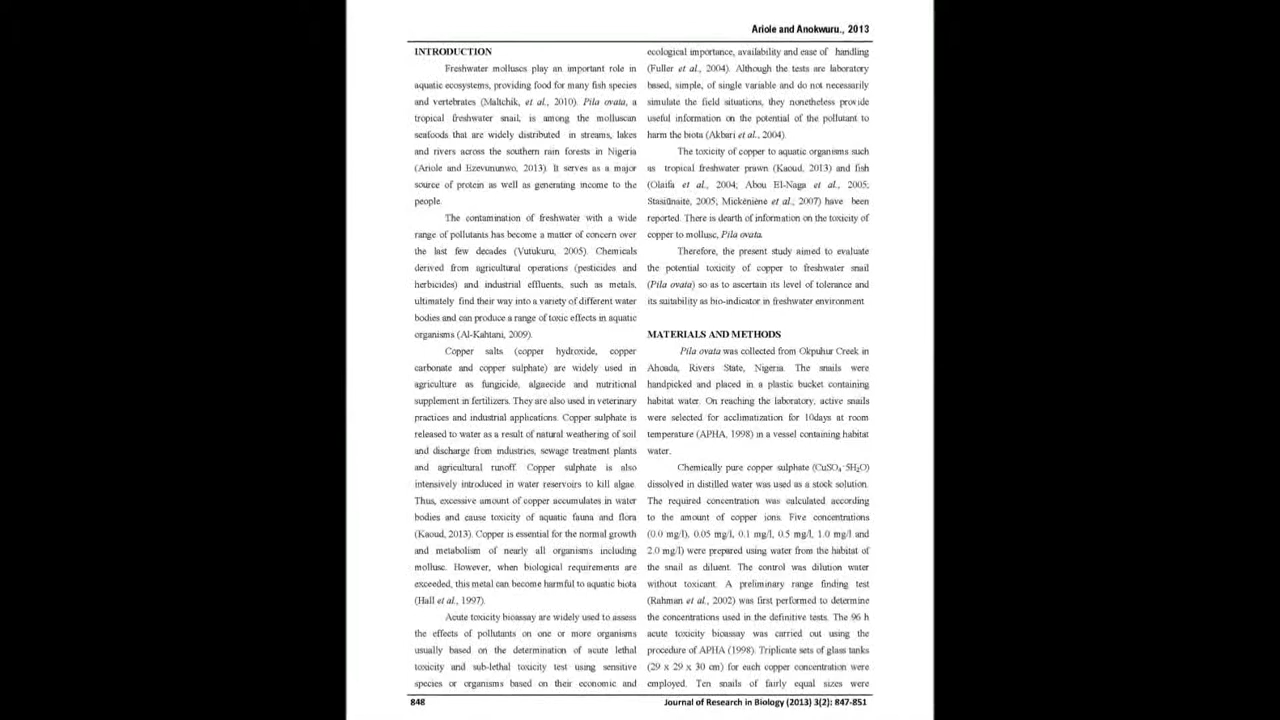 Ariole and Anokwuru., 2013
INTRODUCTION
Freshwater molluscs play an important role in
aquatic ecosystems, providing food for many fish species
and vertebrates (Maltchik, et al., 2010). Pila ovata, a
tropical freshwater snail, is among the molluscan
seafoods that are widely distributed in streams, lakes
and rivers across the southern rain forests in Nigeria
(Ariole and Ezevununwo, 2013). It serves as a major
source of protein as well as generating income to the
people.
The contamination of freshwater with a wide
range of pollutants has become a matter of concern over
the last few decades (Vutukuru, 2005). Chemicals
derived from agricultural operations (pesticides and
herbicides) and industrial effluents, such as metals,
ultimately find their way into a variety of different water
bodies and can produce a range of toxic effects in aquatic
organisms (Al-Kahtani, 2009).
Copper salts (copper hydroxide, copper
carbonate and copper sulphate) are widely used in
agriculture as fungicide, algaecide and nutritional
supplement in fertilizers. They are also used in veterinary
practices and industrial applications. Copper sulphate is
released to water as a result of natural weathering of soil
and discharge from industries, sewage treatment plants
and agricultural runoff. Copper sulphate is also
intensively introduced in water reservoirs to kill algae.
Thus, excessive amount of copper accumulates in water
bodies and cause toxicity of aquatic fauna and flora
(Kaoud, 2013). Copper is essential for the normal growth
and metabolism of nearly all organisms including
mollusc. However, when biological requirements are
exceeded, this metal can become harmful to aquatic biota
(Hall et al., 1997).
Acute toxicity bioassay are widely used to assess
the effects of pollutants on one or more organisms
usually based on the determination of acute lethal
toxicity and sub-lethal toxicity test using sensitive
species or organisms based on their economic and
ecological importance, availability and ease of handling
(Fuller et al., 2004). Although the tests are laboratory
based, simple, of single variable and do not necessarily
simulate the field situations, they nonetheless provide
useful information on the potential of the pollutant to
harm the biota (Akbari et al., 2004).
The toxicity of copper to aquatic organisms such
as tropical freshwater prawn (Kaoud, 2013) and fish
(Olaifa et al., 2004; Abou El-Naga et al., 2005;
Stasiūnaitė, 2005; Mickėnienė et al., 2007) have been
reported. There is dearth of information on the toxicity of
copper to mollusc, Pila ovata.
Therefore, the present study aimed to evaluate
the potential toxicity of copper to freshwater snail
(Pila ovata) so as to ascertain its level of tolerance and
its suitability as bio-indicator in freshwater environment.
MATERIALS AND METHODS
Pila ovata was collected from Okpuhur Creek in
Ahoada, Rivers State, Nigeria. The snails were
handpicked and placed in a plastic bucket containing
habitat water. On reaching the laboratory, active snails
were selected for acclimatization for 10days at room
temperature (APHA, 1998) in a vessel containing habitat
water.
Chemically pure copper sulphate (CuSO₄·5H₂O)
dissolved in distilled water was used as a stock solution.
The required concentration was calculated according
to the amount of copper ions. Five concentrations
(0.0 mg/l), 0.05 mg/l, 0.1 mg/l, 0.5 mg/l, 1.0 mg/l and
2.0 mg/l) were prepared using water from the habitat of
the snail as diluent. The control was dilution water
without toxicant. A preliminary range finding test
(Rahman et al., 2002) was first performed to determine
the concentrations used in the definitive tests. The 96 h
acute toxicity bioassay was carried out using the
procedure of APHA (1998). Triplicate sets of glass tanks
(29 x 29 x 30 cm) for each copper concentration were
employed. Ten snails of fairly equal sizes were
848
Journal of Research in Biology (2013) 3(2): 847-851